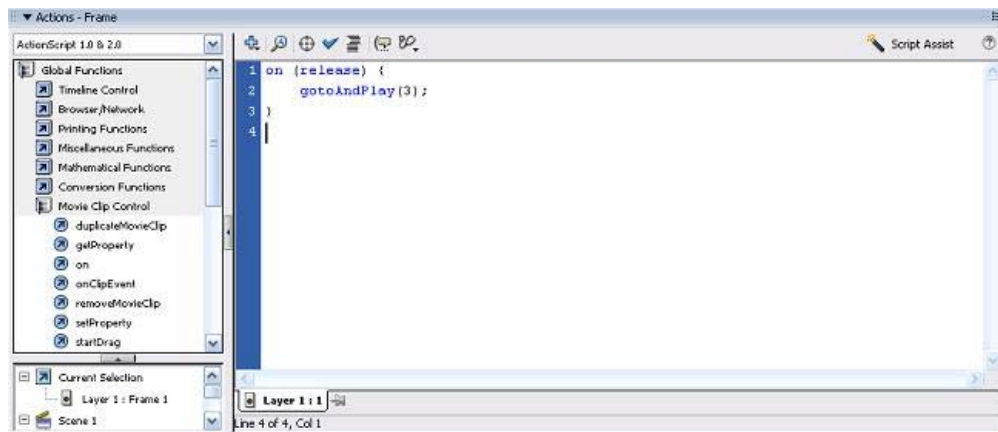 Actions - Frame
ActionScript 1.0 & 2.0
Script Assist
Global Functions
Timeline Control
Browser/Network
Printing Functions
Miscellaneous Functions
Mathematical Functions
Conversion Functions
Movie Clip Control
duplicateMovieClip
getProperty
on
onClipEvent
removeMovieClip
setProperty
startDrag
1 on (release) {
2 gotoAndPlay(3);
3 }
4
Current Selection
Layer 1 : Frame 1
Scene 1
Layer 1 : 1
Line 4 of 4, Col 1